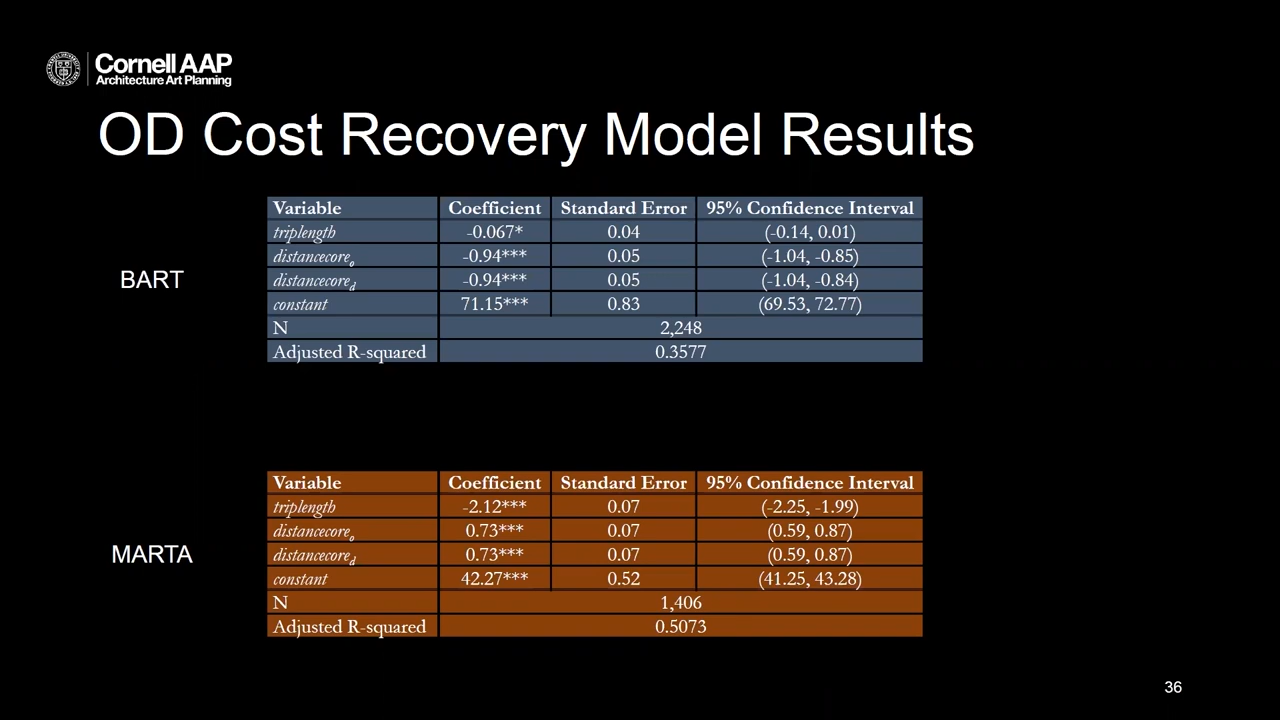 Cornell AAP
Architecture Art Planning
OD Cost Recovery Model Results
BART
Variable Coefficient Standard Error 95% Confidence Interval
triplength -0.067* 0.04 (-0.14, 0.01)
distancecore_o -0.94*** 0.05 (-1.04, -0.85)
distancecore_d -0.94*** 0.05 (-1.04, -0.84)
constant 71.15*** 0.83 (69.53, 72.77)
N 2,248
Adjusted R-squared 0.3577
MARTA
Variable Coefficient Standard Error 95% Confidence Interval
triplength -2.12*** 0.07 (-2.25, -1.99)
distancecore_o 0.73*** 0.07 (0.59, 0.87)
distancecore_d 0.73*** 0.07 (0.59, 0.87)
constant 42.27*** 0.52 (41.25, 43.28)
N 1,406
Adjusted R-squared 0.5073
36